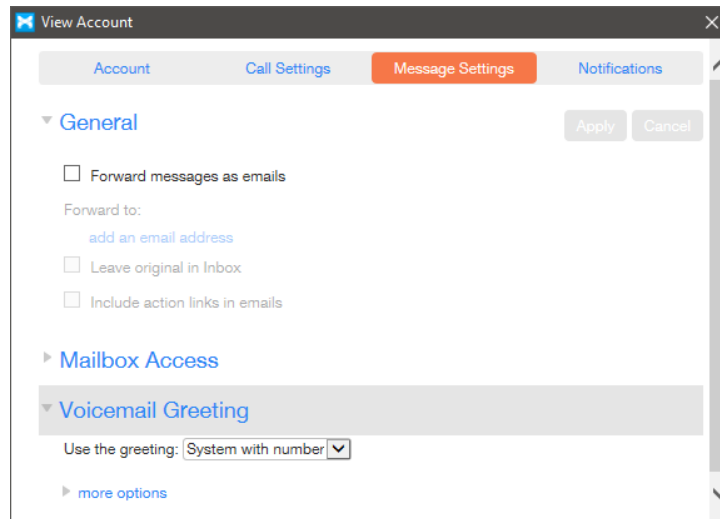 View Account
Account Call Settings Message Settings Notifications
General Apply Cancel
Forward messages as emails
Forward to:
add an email address
Leave original in Inbox
Include action links in emails
Mailbox Access
Voicemail Greeting
Use the greeting: System with number
more options